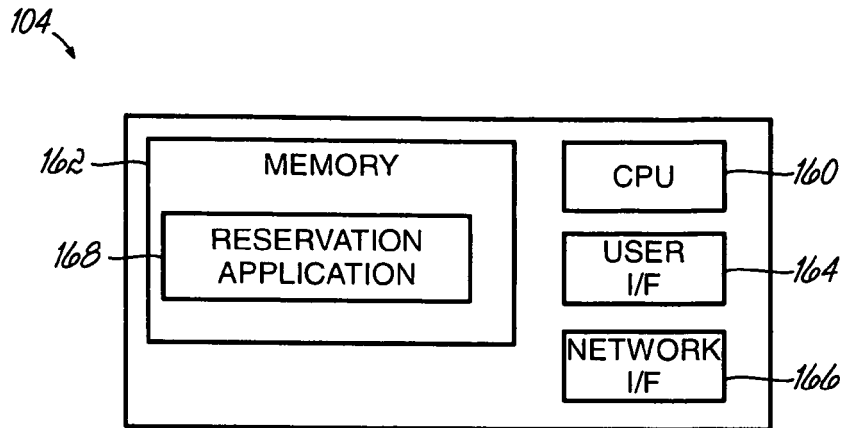 104
162
MEMORY
CPU
160
168
RESERVATION
APPLICATION
USER
I/F
164
NETWORK
I/F
166